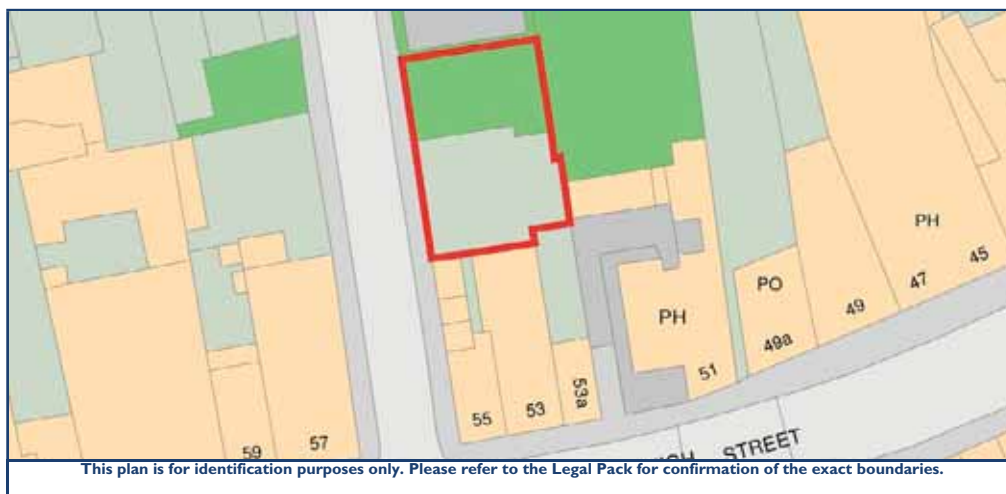 PH
45
47
PO
49
49a
PH
51
53a
53
55
57
59
STREET
This plan is for identification purposes only. Please refer to the Legal Pack for confirmation of the exact boundaries.